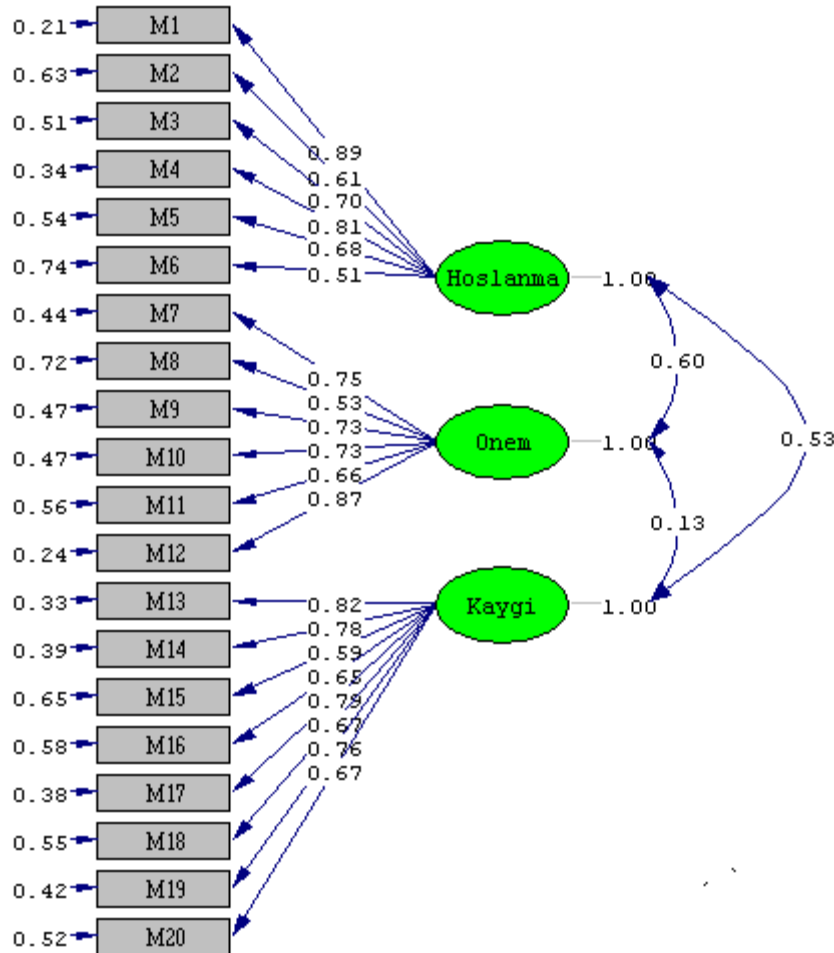 0.21 M1
0.63 M2
0.51 M3
0.34 M4
0.54 M5
0.74 M6
0.44 M7
0.72 M8
0.47 M9
0.47 M10
0.56 M11
0.24 M12
0.33 M13
0.39 M14
0.65 M15
0.58 M16
0.38 M17
0.55 M18
0.42 M19
0.52 M20
0.89
0.61
0.70
0.81
0.68
0.51
0.75
0.53
0.73
0.73
0.66
0.87
0.82
0.78
0.59
0.65
0.79
0.67
0.76
0.67
Hoslanma 1.00
Onem 1.00
Kaygi 1.00
0.60
0.53
0.13